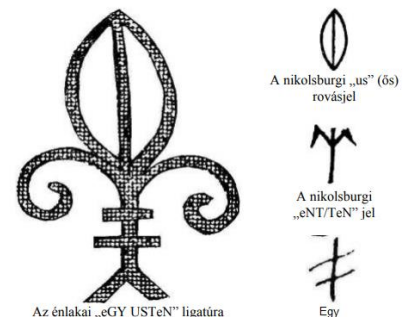 A nikolsburgi „us” (ős)
rovásjel
A nikolsburgi
„eNT/TeN” jel
Az énlakai „eGY USTeN” ligatúra
Egy